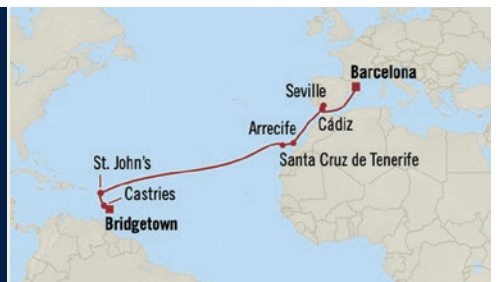 Barcelona
Seville
Cádiz
Arrecife
Santa Cruz de Tenerife
St. John's
Castries
Bridgetown